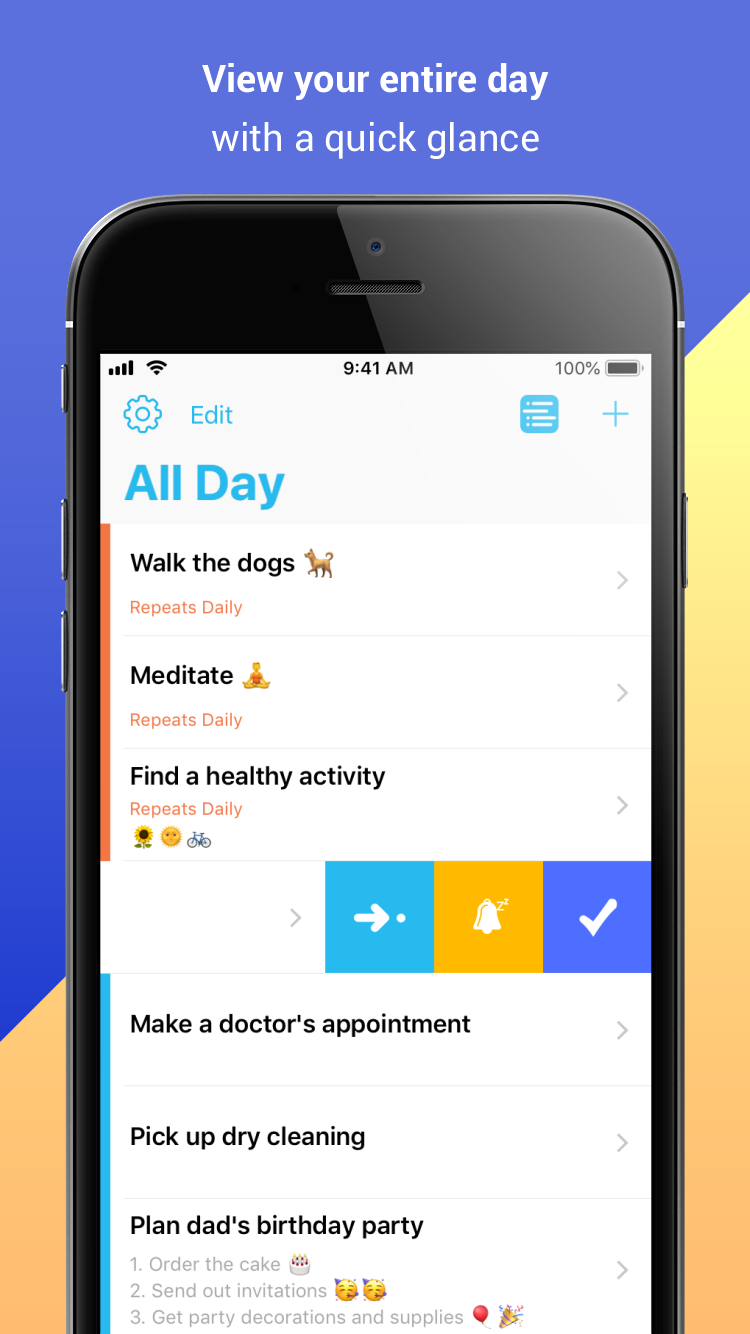 View your entire day
with a quick glance
9:41 AM
100%
Edit
All Day
Walk the dogs 🐕
Repeats Daily
Meditate 🧘
Repeats Daily
Find a healthy activity
Repeats Daily
🌻🌞🚲
zz
Make a doctor's appointment
Pick up dry cleaning
Plan dad's birthday party
1. Order the cake 🎂
2. Send out invitations 🥳🥳
3. Get party decorations and supplies 🎈🎉